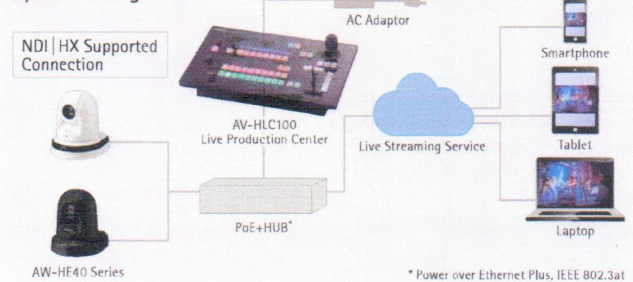 AC Adaptor
NDI | HX Supported
Connection
Smartphone
AV-HLC100
Live Production Center
Live Streaming Service
Tablet
PoE+HUB*
Laptop
AW-HE40 Series
* Power over Ethernet Plus, IEEE 802.3at